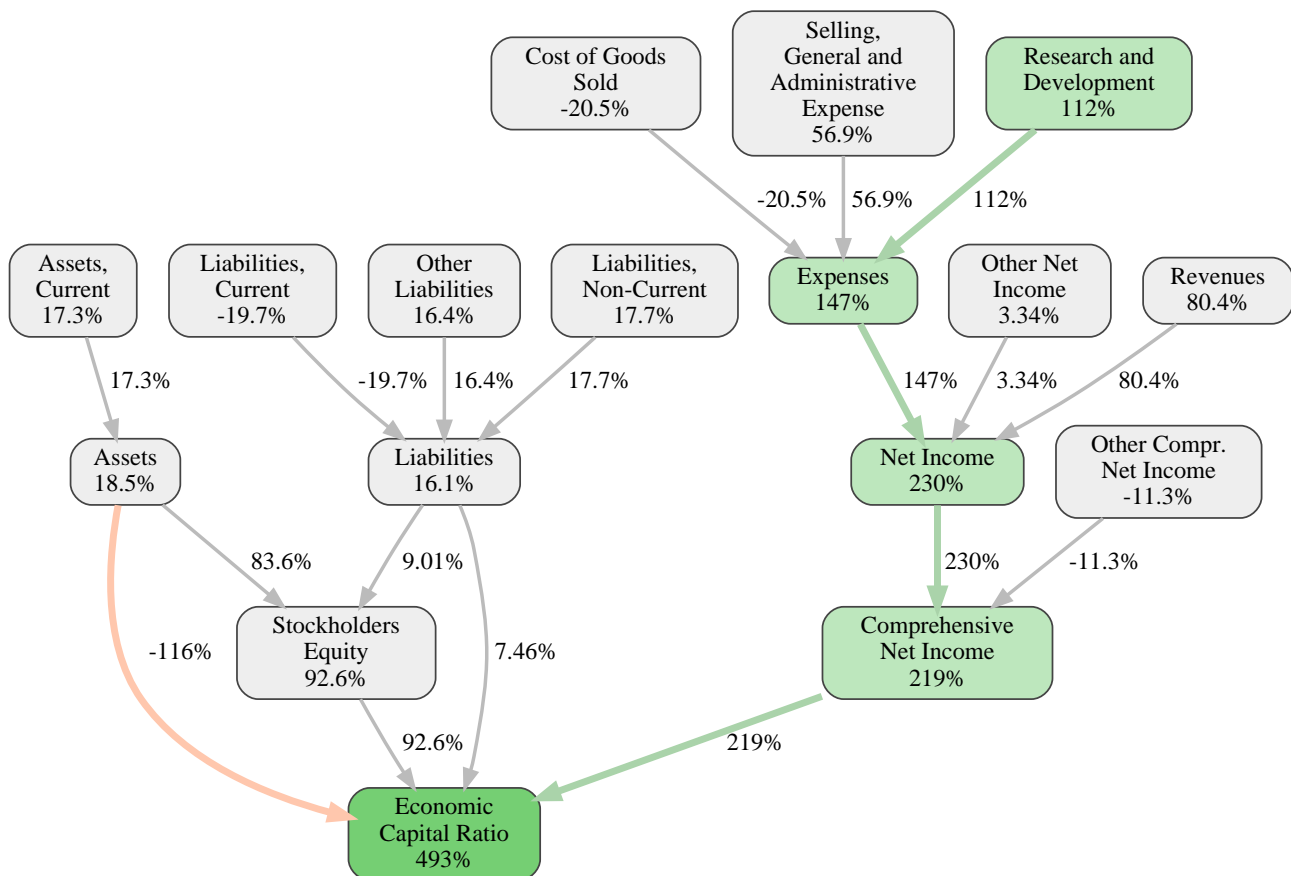 Cost of Goods
Sold
-20.5%
Selling,
General and
Administrative
Expense
56.9%
Research and
Development
112%
-20.5%
56.9%
112%
Assets,
Current
17.3%
Liabilities,
Current
-19.7%
Other
Liabilities
16.4%
Liabilities,
Non-Current
17.7%
Expenses
147%
Other Net
Income
3.34%
Revenues
80.4%
17.3%
-19.7%
16.4%
17.7%
147%
3.34%
80.4%
Assets
18.5%
Liabilities
16.1%
Net Income
230%
Other Compr.
Net Income
-11.3%
83.6%
9.01%
230%
-11.3%
Stockholders
Equity
92.6%
Comprehensive
Net Income
219%
-116%
7.46%
92.6%
219%
Economic
Capital Ratio
493%